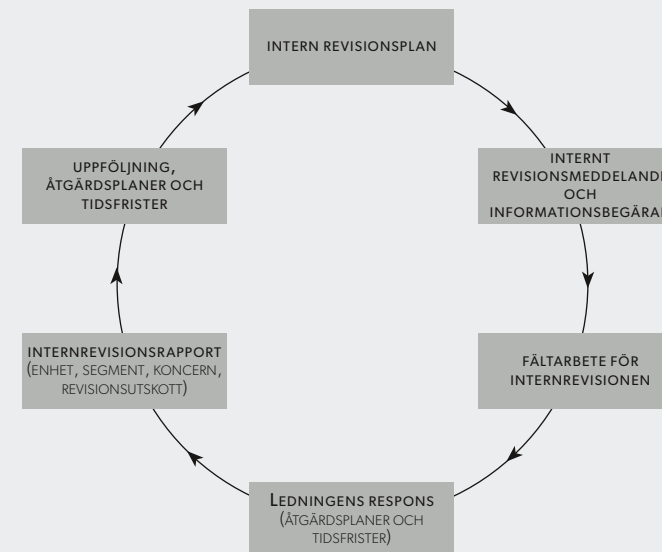 INTERN REVISIONSPLAN
INTERNT
REVISIONSMEDDELANDE
OCH
INFORMATIONSBEGÄRAN
FÄLTARBETE FÖR
INTERNREVISIONEN
LEDNINGENS RESPONS
(ÅTGÄRDSPLANER OCH
TIDSFRISTER)
INTERNREVISIONSRAPPORT
(ENHET, SEGMENT, KONCERN,
REVISIONSUTSKOTT)
UPPFÖLJNING,
ÅTGÄRDSPLANER OCH
TIDSFRISTER